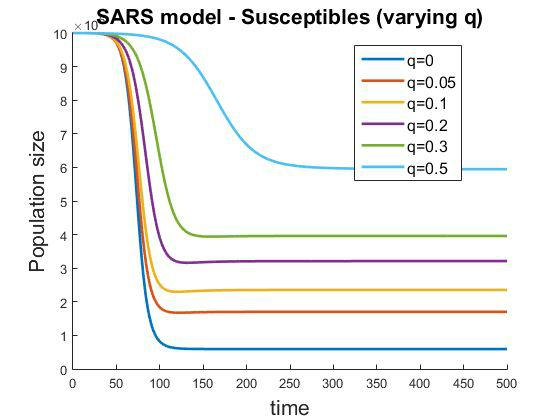 SARS model - Susceptibles (varying q)
× 10
10
9
8
7
6
5
4
3
2
1
0
Population size
q=0
q=0.05
q=0.1
q=0.2
q=0.3
q=0.5
0 50 100 150 200 250 300 350 400 450 500
time